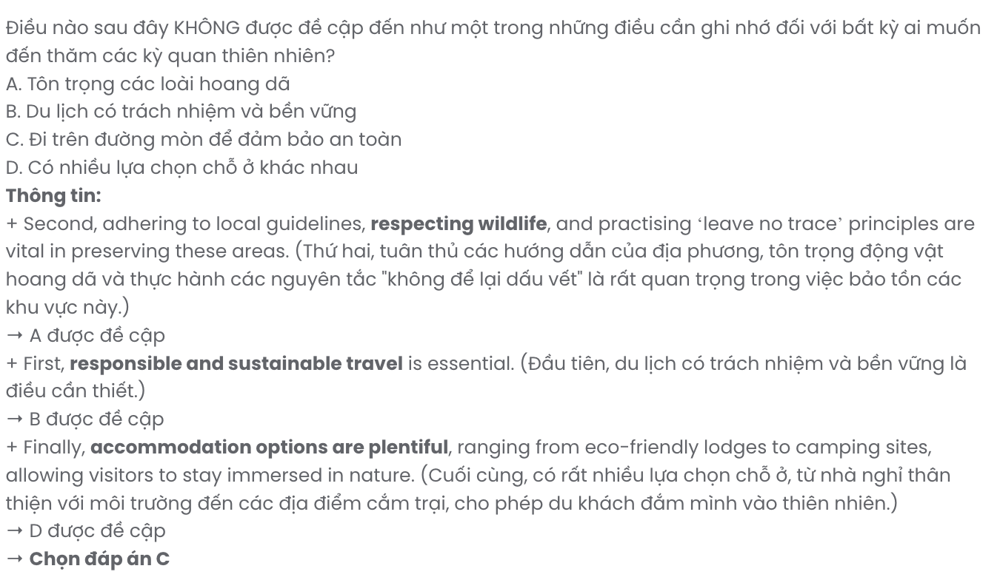 Điều nào sau đây KHÔNG được đề cập đến như một trong những điều cần ghi nhớ đối với bất kỳ ai muốn
đến thăm các kỳ quan thiên nhiên?
A. Tôn trọng các loài hoang dã
B. Du lịch có trách nhiệm và bền vững
C. Đi trên đường mòn để đảm bảo an toàn
D. Có nhiều lựa chọn chỗ ở khác nhau
Thông tin:
+ Second, adhering to local guidelines, respecting wildlife, and practising ‘leave no trace’ principles are
vital in preserving these areas. (Thứ hai, tuân thủ các hướng dẫn của địa phương, tôn trọng động vật
hoang dã và thực hành các nguyên tắc "không để lại dấu vết" là rất quan trọng trong việc bảo tồn các
khu vực này.)
→ A được đề cập
+ First, responsible and sustainable travel is essential. (Đầu tiên, du lịch có trách nhiệm và bền vững là
điều cần thiết.)
→ B được đề cập
+ Finally, accommodation options are plentiful, ranging from eco-friendly lodges to camping sites,
allowing visitors to stay immersed in nature. (Cuối cùng, có rất nhiều lựa chọn chỗ ở, từ nhà nghỉ thân
thiện với môi trường đến các địa điểm cắm trại, cho phép du khách đắm mình vào thiên nhiên.)
→ D được đề cập
→ Chọn đáp án C